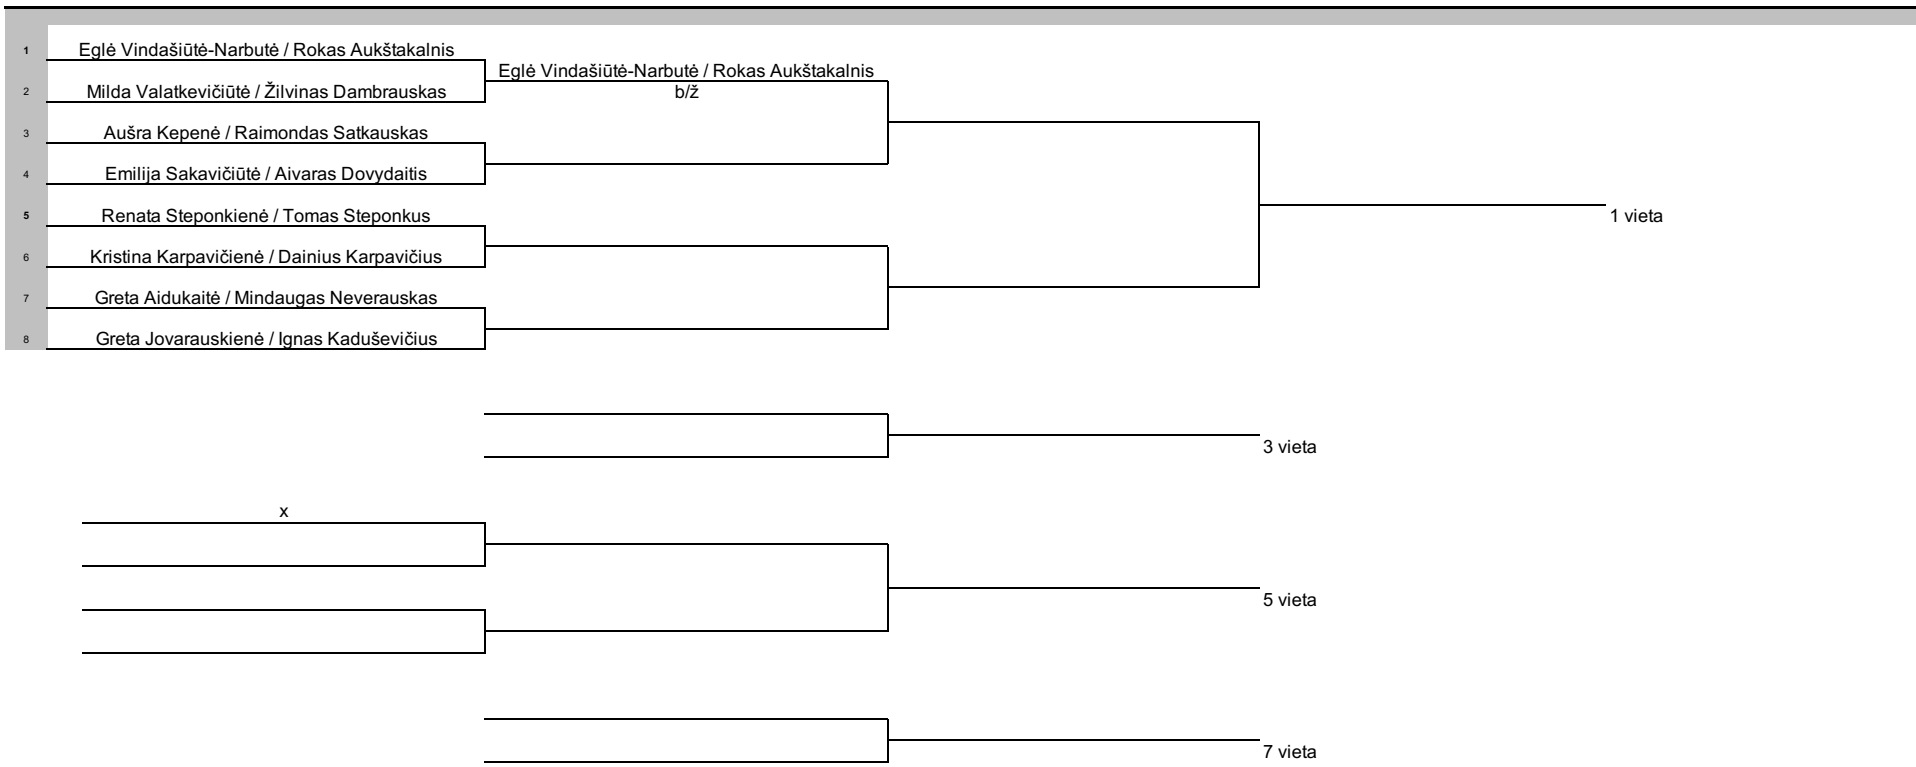 1 Eglė Vindašiūtė-Narbutė / Rokas Aukštakalnis
Eglė Vindašiūtė-Narbutė / Rokas Aukštakalnis
2 Milda Valatkevičiūtė / Žilvinas Dambrauskas
b/ž
3 Aušra Kepenė / Raimondas Satkauskas
4 Emilija Sakavičiūtė / Aivaras Dovydaitis
5 Renata Steponkienė / Tomas Steponkus
1 vieta
6 Kristina Karpavičienė / Dainius Karpavičius
7 Greta Aidukaitė / Mindaugas Neverauskas
8 Greta Jovarauskienė / Ignas Kaduševičius
3 vieta
x
5 vieta
7 vieta